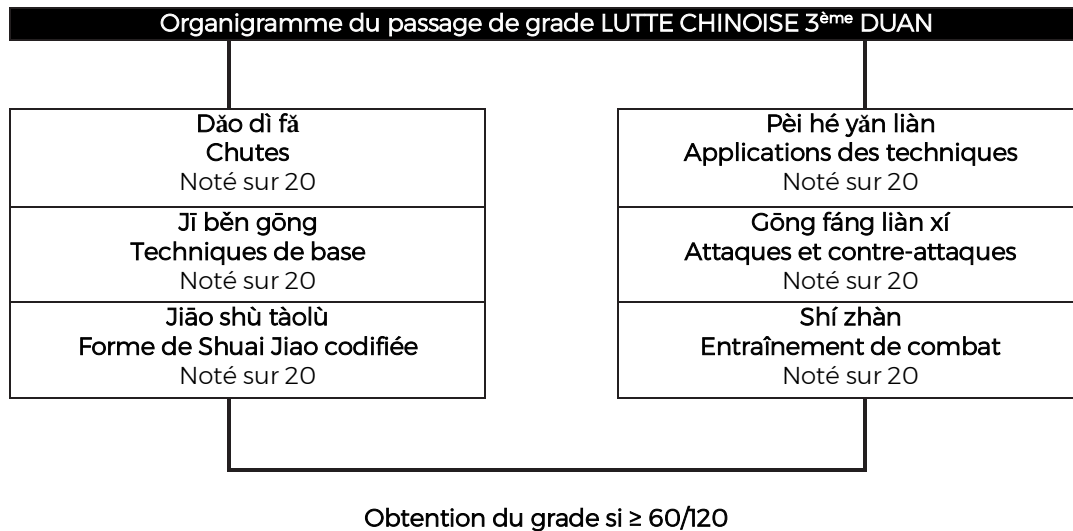 Organigramme du passage de grade LUTTE CHINOISE 3ème DUAN
Dǎo dì fǎ
Chutes
Noté sur 20
Jī běn gōng
Techniques de base
Noté sur 20
Jiāo shù tàolù
Forme de Shuai Jiao codifiée
Noté sur 20
Pèi hé yǎn liàn
Applications des techniques
Noté sur 20
Gōng fáng liàn xí
Attaques et contre-attaques
Noté sur 20
Shí zhàn
Entraînement de combat
Noté sur 20
Obtention du grade si ≥ 60/120